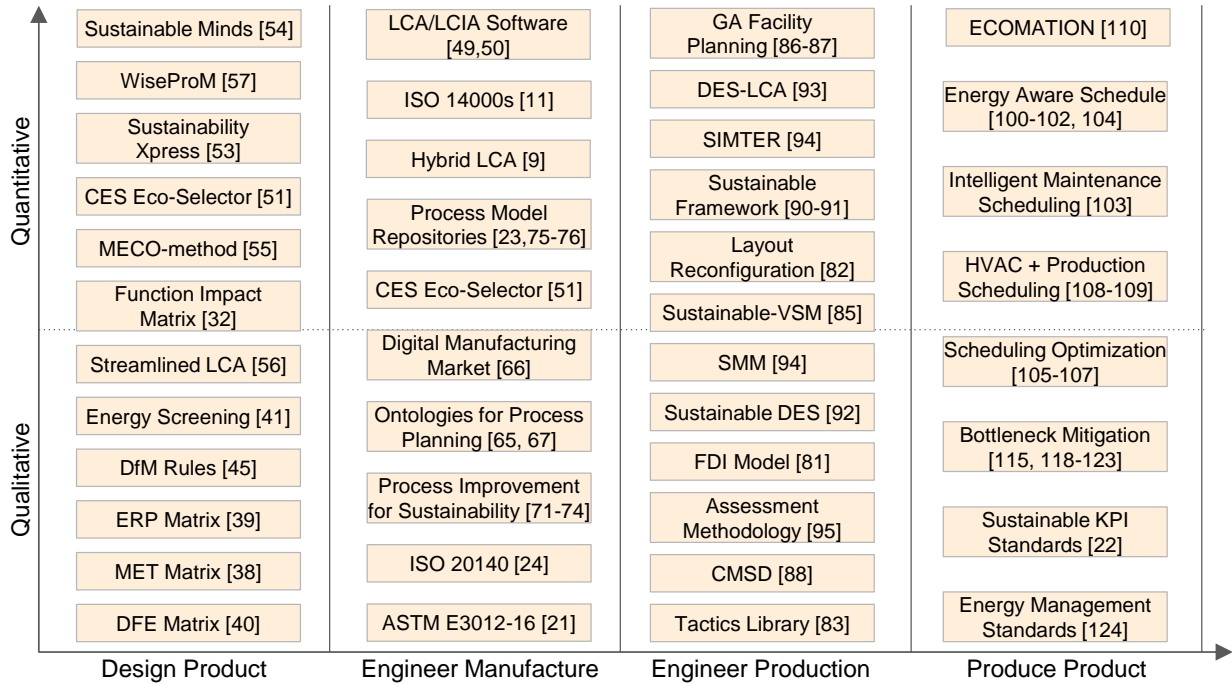 Quantitative
Qualitative
Sustainable Minds [54]
WiseProM [57]
Sustainability
Xpress [53]
CES Eco-Selector [51]
MECO-method [55]
Function Impact
Matrix [32]
Streamlined LCA [56]
Energy Screening [41]
DfM Rules [45]
ERP Matrix [39]
MET Matrix [38]
DFE Matrix [40]
Design Product
LCA/LCIA Software
[49,50]
ISO 14000s [11]
Hybrid LCA [9]
Process Model
Repositories [23,75-76]
CES Eco-Selector [51]
Digital Manufacturing
Market [66]
Ontologies for Process
Planning [65, 67]
Process Improvement
for Sustainability [71-74]
ISO 20140 [24]
ASTM E3012-16 [21]
Engineer Manufacture
GA Facility
Planning [86-87]
DES-LCA [93]
SIMTER [94]
Sustainable
Framework [90-91]
Layout
Reconfiguration [82]
Sustainable-VSM [85]
SMM [94]
Sustainable DES [92]
FDI Model [81]
Assessment
Methodology [95]
CMSD [88]
Tactics Library [83]
Engineer Production
ECOMATION [110]
Energy Aware Schedule
[100-102, 104]
Intelligent Maintenance
Scheduling [103]
HVAC + Production
Scheduling [108-109]
Scheduling Optimization
[105-107]
Bottleneck Mitigation
[115, 118-123]
Sustainable KPI
Standards [22]
Energy Management
Standards [124]
Produce Product